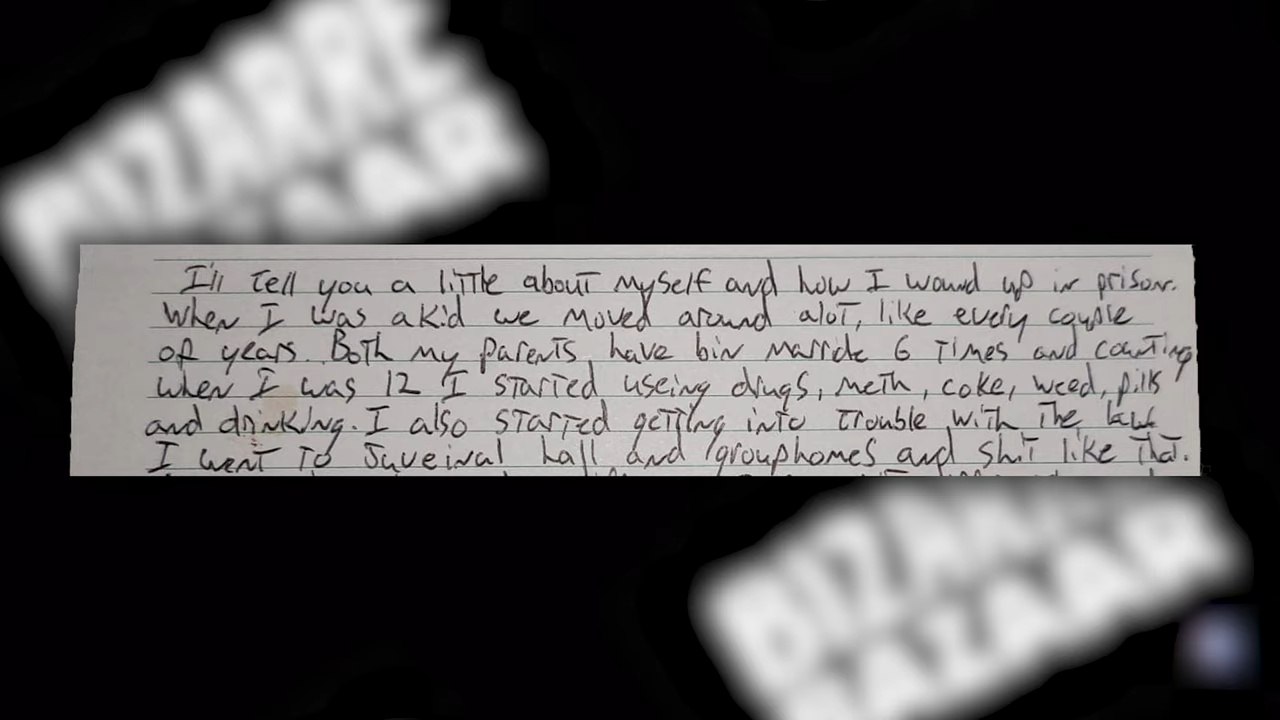 I'll tell you a little about myself and how I wound up in prison.
When I was a kid we moved around alot, like every couple
of years. Both my parents have bin marride 6 times and counting
when I was 12 I started useing drugs, meth, coke, weed, pills
and drinking. I also started getting into trouble with the law
I went to Juveinal hall and grouphomes and shit like that.